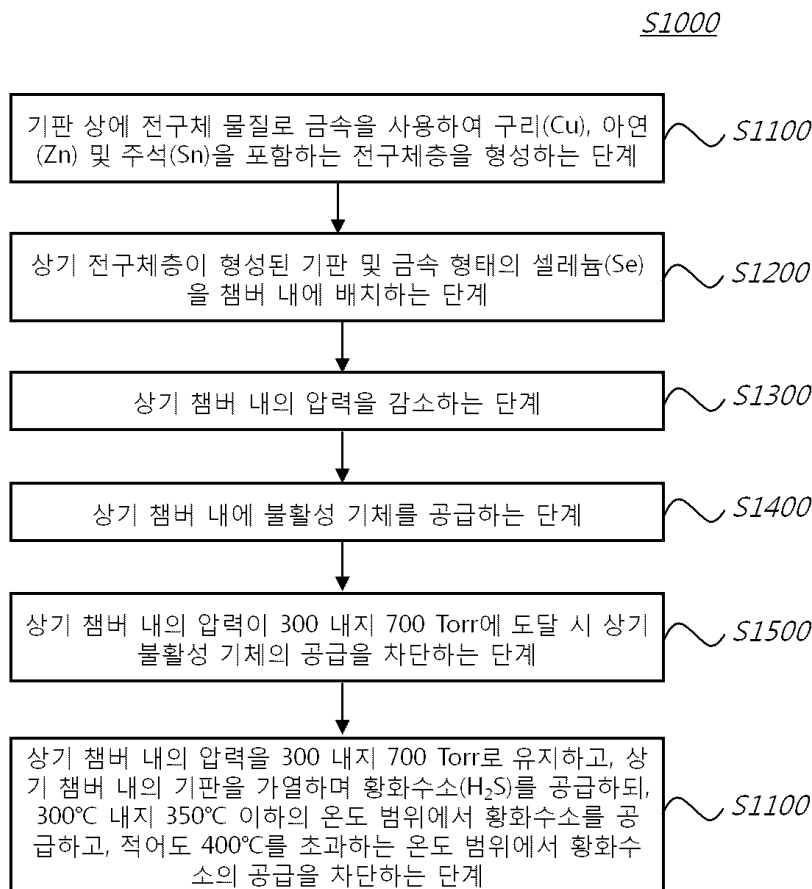 S1000
기판 상에 전구체 물질로 금속을 사용하여 구리(Cu), 아연
(Zn) 및 주석(Sn)을 포함하는 전구체층을 형성하는 단계
S1100
상기 전구체층이 형성된 기판 및 금속 형태의 셀레늄(Se)
을 챔버 내에 배치하는 단계
S1200
상기 챔버 내의 압력을 감소하는 단계
S1300
상기 챔버 내에 불활성 기체를 공급하는 단계
S1400
상기 챔버 내의 압력이 300 내지 700 Torr에 도달 시 상기
불활성 기체의 공급을 차단하는 단계
S1500
상기 챔버 내의 압력을 300 내지 700 Torr로 유지하고, 상
기 챔버 내의 기판을 가열하며 황화수소(H₂S)를 공급하되,
300℃ 내지 350℃ 이하의 온도 범위에서 황화수소를 공
급하고, 적어도 400℃를 초과하는 온도 범위에서 황화수
소의 공급을 차단하는 단계
S1100